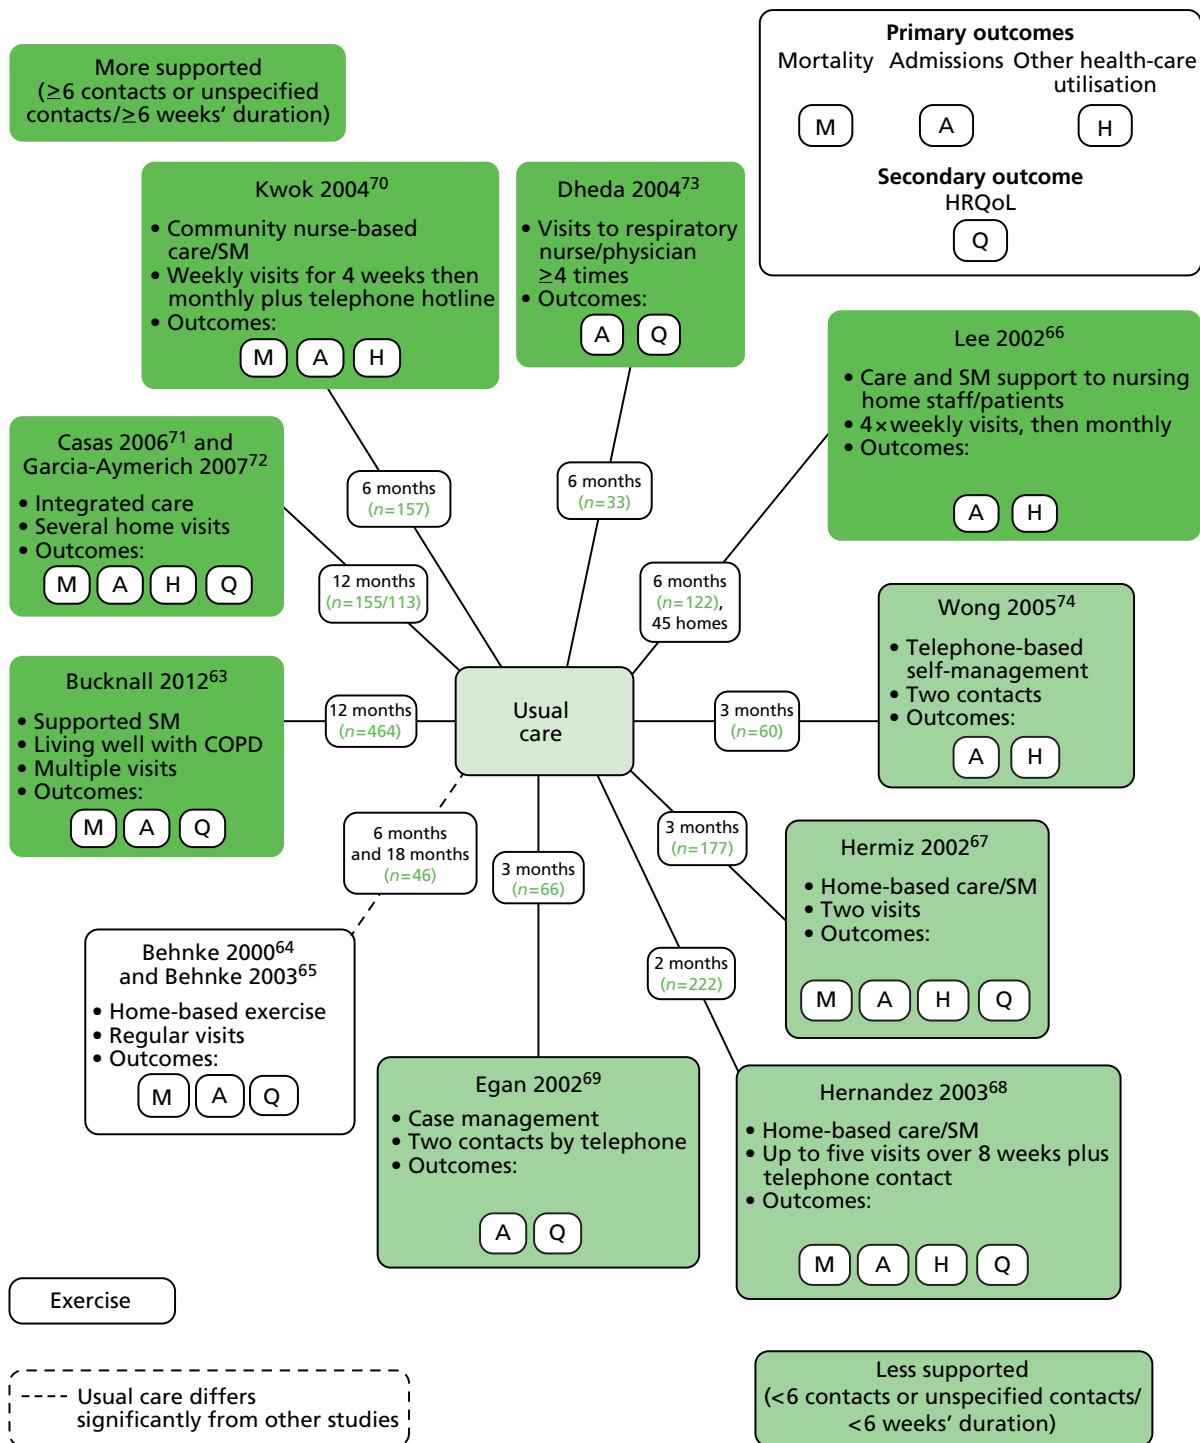 More supported
(≥6 contacts or unspecified
contacts/≥6 weeks' duration)
Primary outcomes
Mortality Admissions Other health-care
utilisation
M A H
Secondary outcome
HRQoL
Q
Kwok 2004⁷⁰
• Community nurse-based
care/SM
• Weekly visits for 4 weeks then
monthly plus telephone hotline
• Outcomes:
M A H
Dheda 2004⁷³
• Visits to respiratory
nurse/physician
≥4 times
• Outcomes:
A Q
Lee 2002⁶⁶
• Care and SM support to nursing
home staff/patients
• 4×weekly visits, then monthly
• Outcomes:
A H
Casas 2006⁷¹ and
Garcia-Aymerich 2007⁷²
• Integrated care
• Several home visits
• Outcomes:
M A H Q
6 months
(n=157)
6 months
(n=33)
12 months
(n=155/113)
6 months
(n=122),
45 homes
Wong 2005⁷⁴
• Telephone-based
self-management
• Two contacts
• Outcomes:
A H
Bucknall 2012⁶³
• Supported SM
• Living well with COPD
• Multiple visits
• Outcomes:
M A Q
12 months
(n=464)
Usual
care
3 months
(n=60)
6 months
and 18 months
(n=46)
3 months
(n=66)
3 months
(n=177)
Hermiz 2002⁶⁷
• Home-based care/SM
• Two visits
• Outcomes:
M A H Q
2 months
(n=222)
Behnke 2000⁶⁴
and Behnke 2003⁶⁵
• Home-based exercise
• Regular visits
• Outcomes:
M A Q
Egan 2002⁶⁹
• Case management
• Two contacts by telephone
• Outcomes:
A Q
Hernandez 2003⁶⁸
• Home-based care/SM
• Up to five visits over 8 weeks plus
telephone contact
• Outcomes:
M A H Q
Exercise
Usual care differs
significantly from other studies
Less supported
(<6 contacts or unspecified contacts/
<6 weeks' duration)